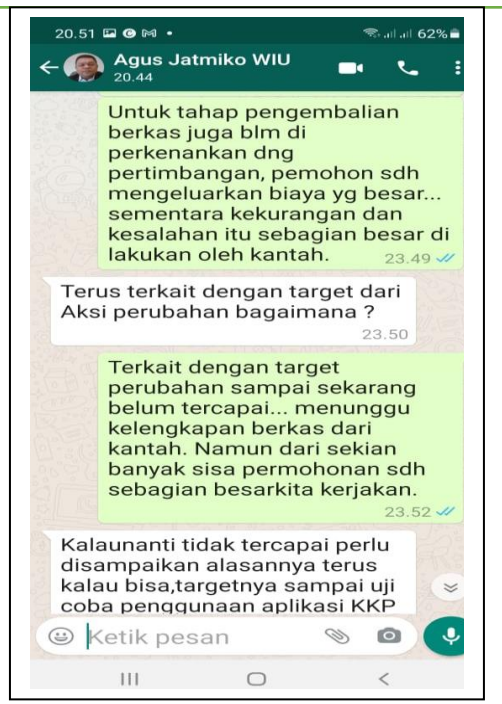 20.51 62%
Agus Jatmiko WIU
20.44
Untuk tahap pengembalian
berkas juga blm di
perkenankan dng
pertimbangan, pemohon sdh
mengeluarkan biaya yg besar...
sementara kekurangan dan
kesalahan itu sebagian besar di
lakukan oleh kantah. 23.49
Terus terkait dengan target dari
Aksi perubahan bagaimana ?
23.50
Terkait dengan target
perubahan sampai sekarang
belum tercapai... menunggu
kelengkapan berkas dari
kantah. Namun dari sekian
banyak sisa permohonan sdh
sebagian besarkita kerjakan.
23.52
Kalaunanti tidak tercapai perlu
disampaikan alasannya terus
kalau bisa,targetnya sampai uji
coba penggunaan aplikasi KKP
Ketik pesan